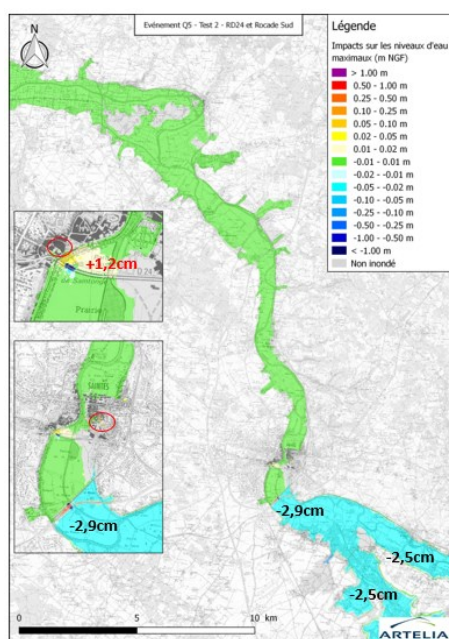 Evénement Q5 - Test 2 - RD24 et Rocade Sud
N
Légende
Impacts sur les niveaux d'eau
maximaux (m NGF)
> 1.00 m
0.50 - 1.00 m
0.25 - 0.50 m
0.10 - 0.25 m
0.05 - 0.10 m
0.02 - 0.05 m
0.01 - 0.02 m
-0.01 - 0.01 m
-0.02 - -0.01 m
-0.05 - -0.02 m
-0.10 - -0.05 m
-0.25 - -0.10 m
-0.50 - -0.25 m
-1.00 - -0.50 m
< -1.00 m
Non inondé
+1,2cm
Prairie
SAINTES
-2,9cm
-2,9cm
-2,5cm
-2,5cm
0
5
10 km
ARTELIA